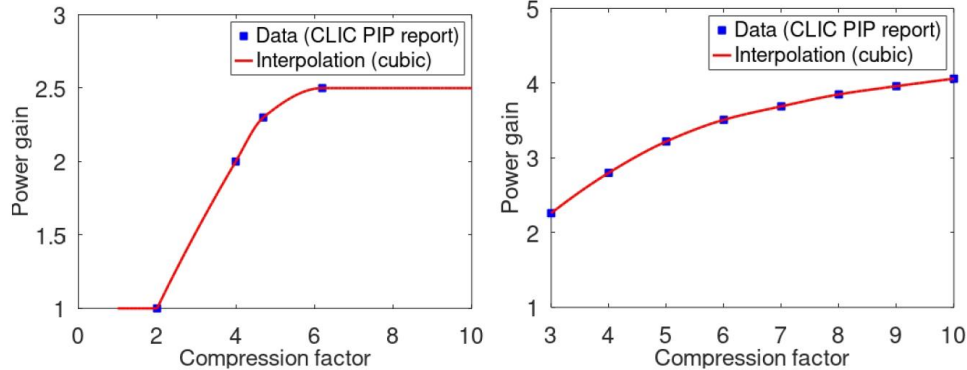 3
2.5
2
1.5
1
0 2 4 6 8 10
Power gain
Compression factor
Data (CLIC PIP report)
Interpolation (cubic)
5
4
3
2
1
3 4 5 6 7 8 9 10
Power gain
Compression factor
Data (CLIC PIP report)
Interpolation (cubic)